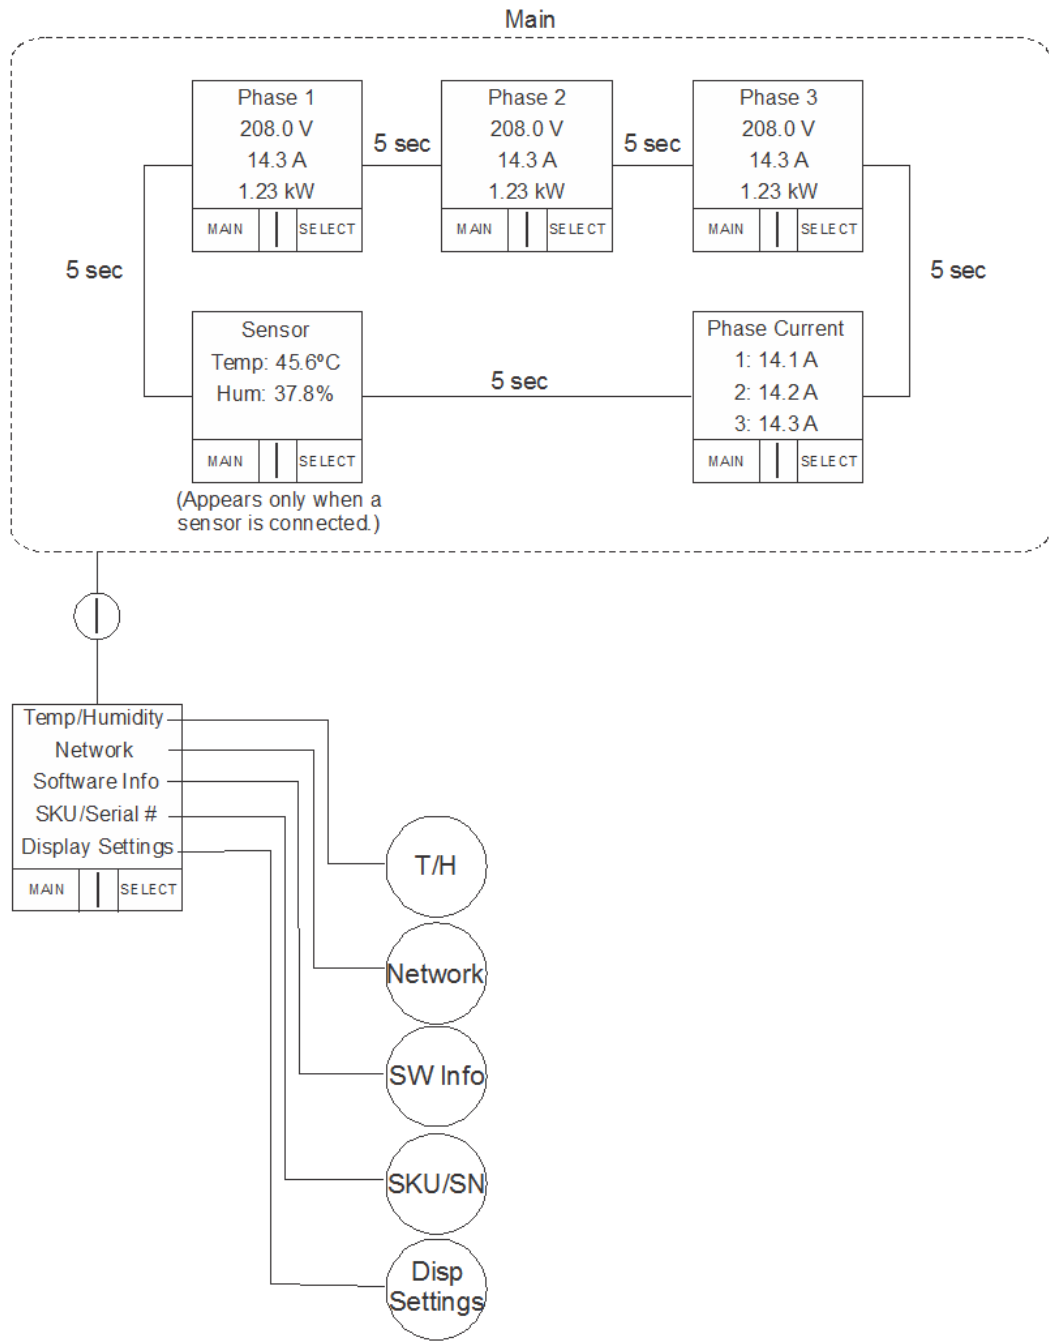 Main
Phase 1
208.0 V
14.3 A
1.23 kW
MAIN | SELECT
5 sec
Phase 2
208.0 V
14.3 A
1.23 kW
MAIN | SELECT
5 sec
Phase 3
208.0 V
14.3 A
1.23 kW
MAIN | SELECT
5 sec
5 sec
Sensor
Temp: 45.6ºC
Hum: 37.8%
MAIN | SELECT
(Appears only when a
sensor is connected.)
5 sec
Phase Current
1: 14.1 A
2: 14.2 A
3: 14.3 A
MAIN | SELECT
|
Temp/Humidity
Network
Software Info
SKU/Serial #
Display Settings
MAIN | SELECT
T/H
Network
SW Info
SKU/SN
Disp
Settings